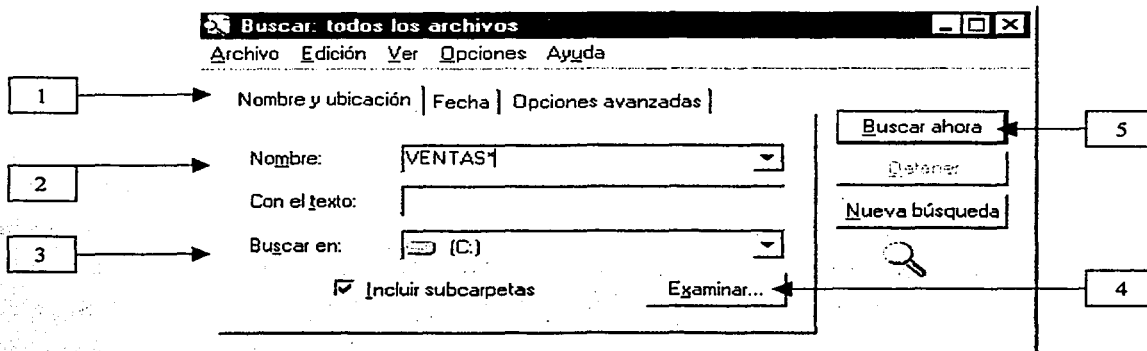 Buscar: todos los archivos
Archivo Edición Ver Opciones Ayuda
1
Nombre y ubicación Fecha Opciones avanzadas
Buscar ahora
5
Nombre: VENTAS*
2
Detener
Con el texto:
Nueva búsqueda
3
Buscar en: (C:)
Incluir subcarpetas
Examinar...
4